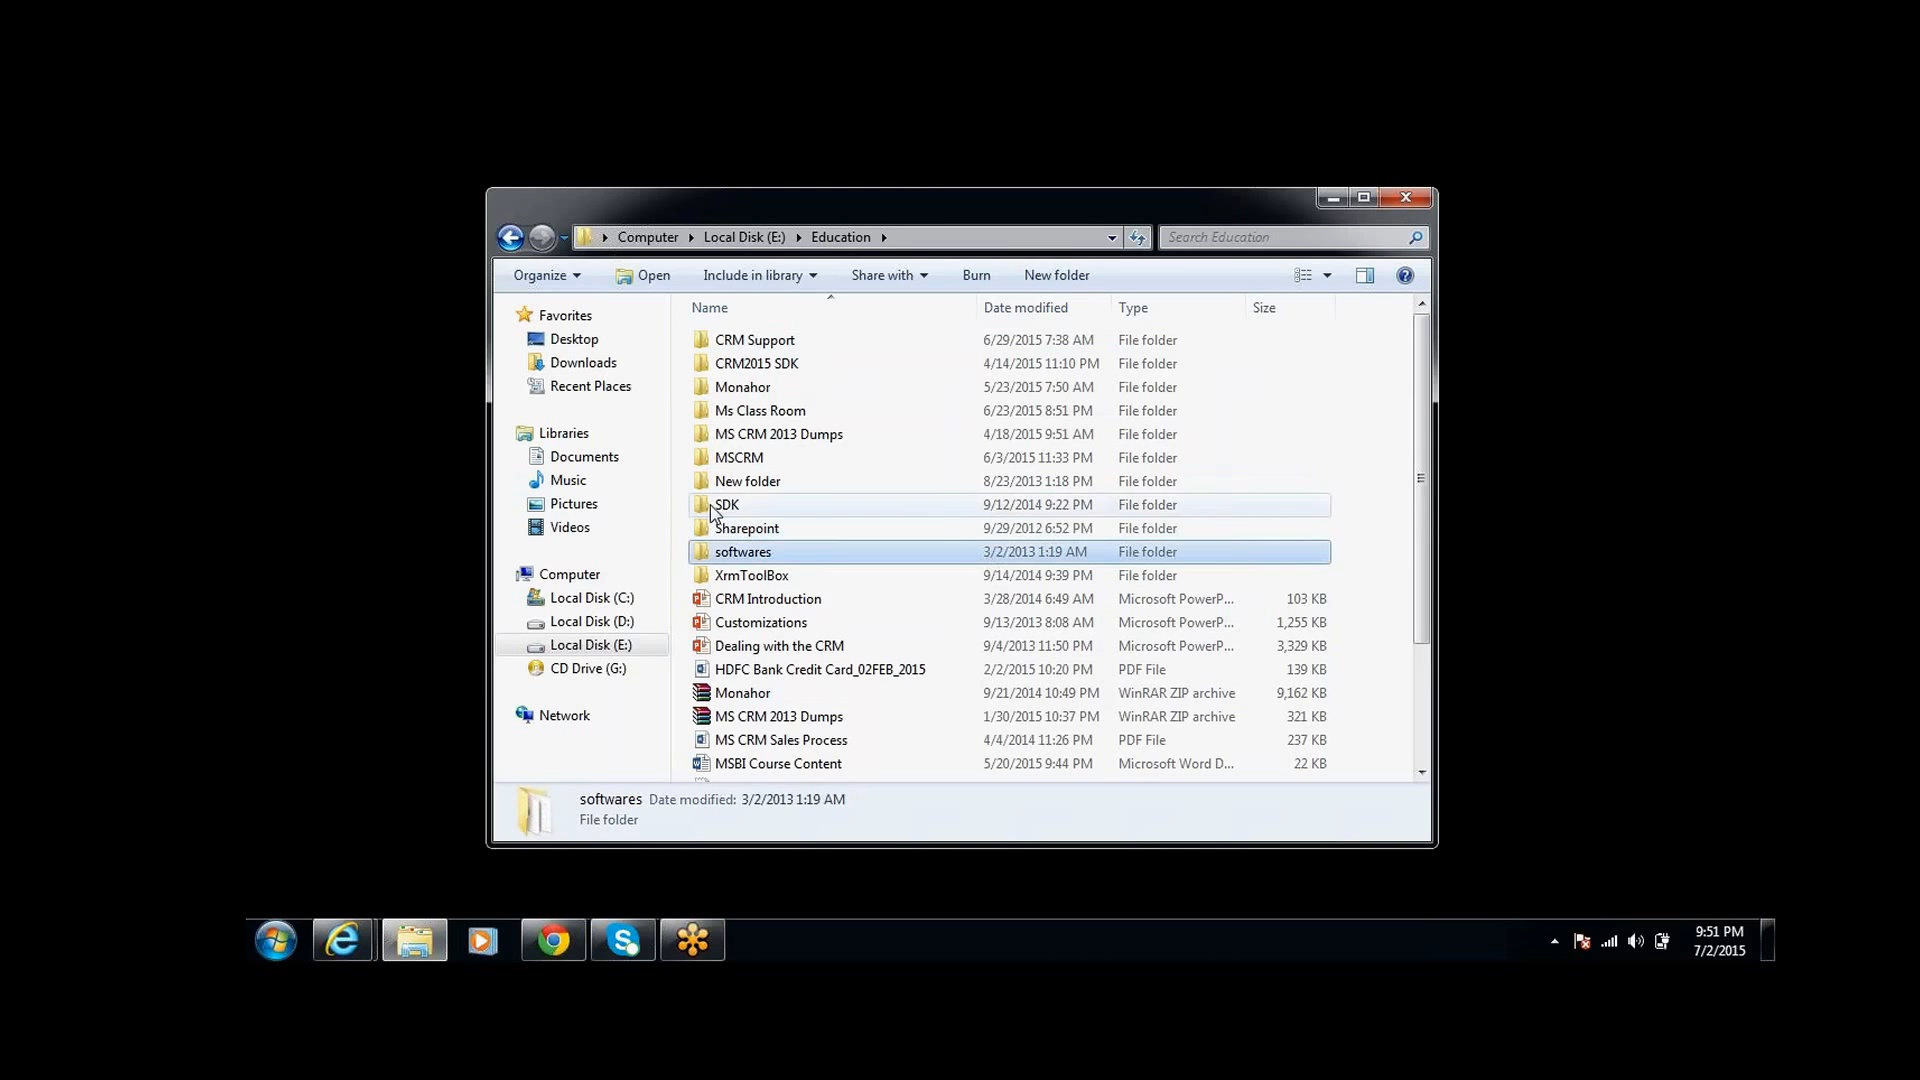 Computer Local Disk (E:) Education Search Education
Organize Open Include in library Share with Burn New folder
Name Date modified Type Size
Favorites
Desktop
Downloads
Recent Places
Libraries
Documents
Music
Pictures
Videos
Computer
Local Disk (C:)
Local Disk (D:)
Local Disk (E:)
CD Drive (G:)
Network
CRM Support 6/29/2015 7:38 AM File folder
CRM2015 SDK 4/14/2015 11:10 PM File folder
Monahor 5/23/2015 7:50 AM File folder
Ms Class Room 6/23/2015 8:51 PM File folder
MS CRM 2013 Dumps 4/18/2015 9:51 AM File folder
MSCRM 6/3/2015 11:33 PM File folder
New folder 8/23/2013 1:18 PM File folder
SDK 9/12/2014 9:22 PM File folder
Sharepoint 9/29/2012 6:52 PM File folder
softwares 3/2/2013 1:19 AM File folder
XrmToolBox 9/14/2014 9:39 PM File folder
CRM Introduction 3/28/2014 6:49 AM Microsoft PowerP... 103 KB
Customizations 9/13/2013 8:08 AM Microsoft PowerP... 1,255 KB
Dealing with the CRM 9/4/2013 11:50 PM Microsoft PowerP... 3,329 KB
HDFC Bank Credit Card_02FEB_2015 2/2/2015 10:20 PM PDF File 139 KB
Monahor 9/21/2014 10:49 PM WinRAR ZIP archive 9,162 KB
MS CRM 2013 Dumps 1/30/2015 10:37 PM WinRAR ZIP archive 321 KB
MS CRM Sales Process 4/4/2014 11:26 PM PDF File 237 KB
MSBI Course Content 5/20/2015 9:44 PM Microsoft Word D... 22 KB
softwares Date modified: 3/2/2013 1:19 AM
File folder
9:51 PM
7/2/2015